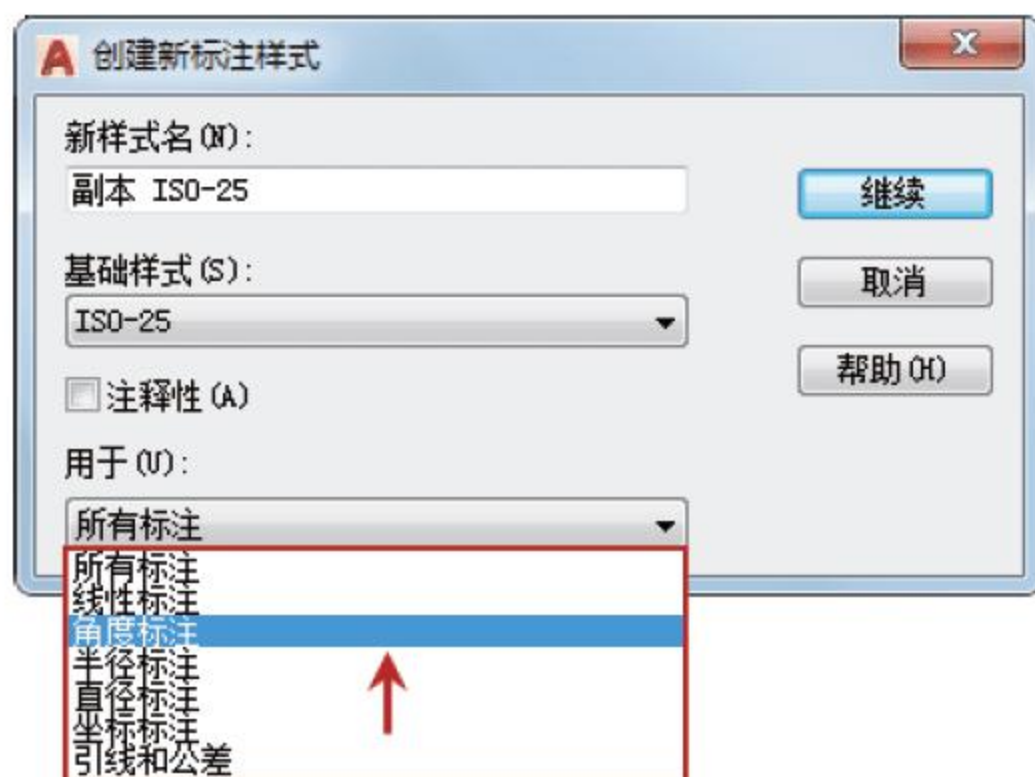 创建新标注样式
新样式名(N):
副本 ISO-25
继续
基础样式(S):
ISO-25
取消
注释性(A)
帮助(H)
用于(U):
所有标注
所有标注
线性标注
角度标注
半径标注
直径标注
坐标标注
引线和公差